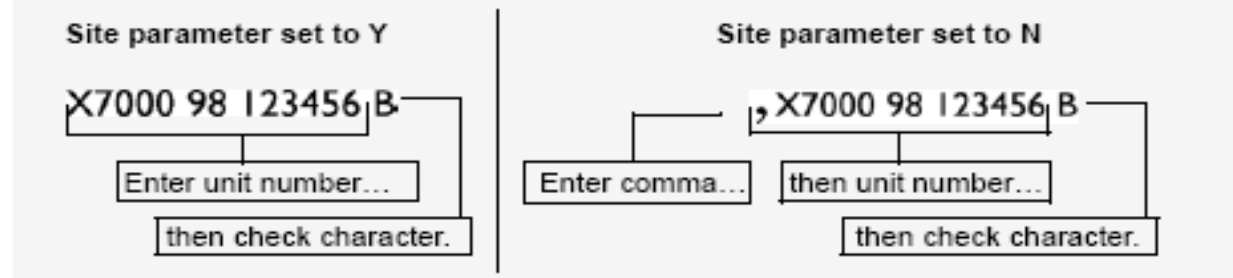 Site parameter set to Y
X7000 98 123456 B
Enter unit number...
then check character.
Site parameter set to N
, X7000 98 123456 B
Enter comma...
then unit number...
then check character.